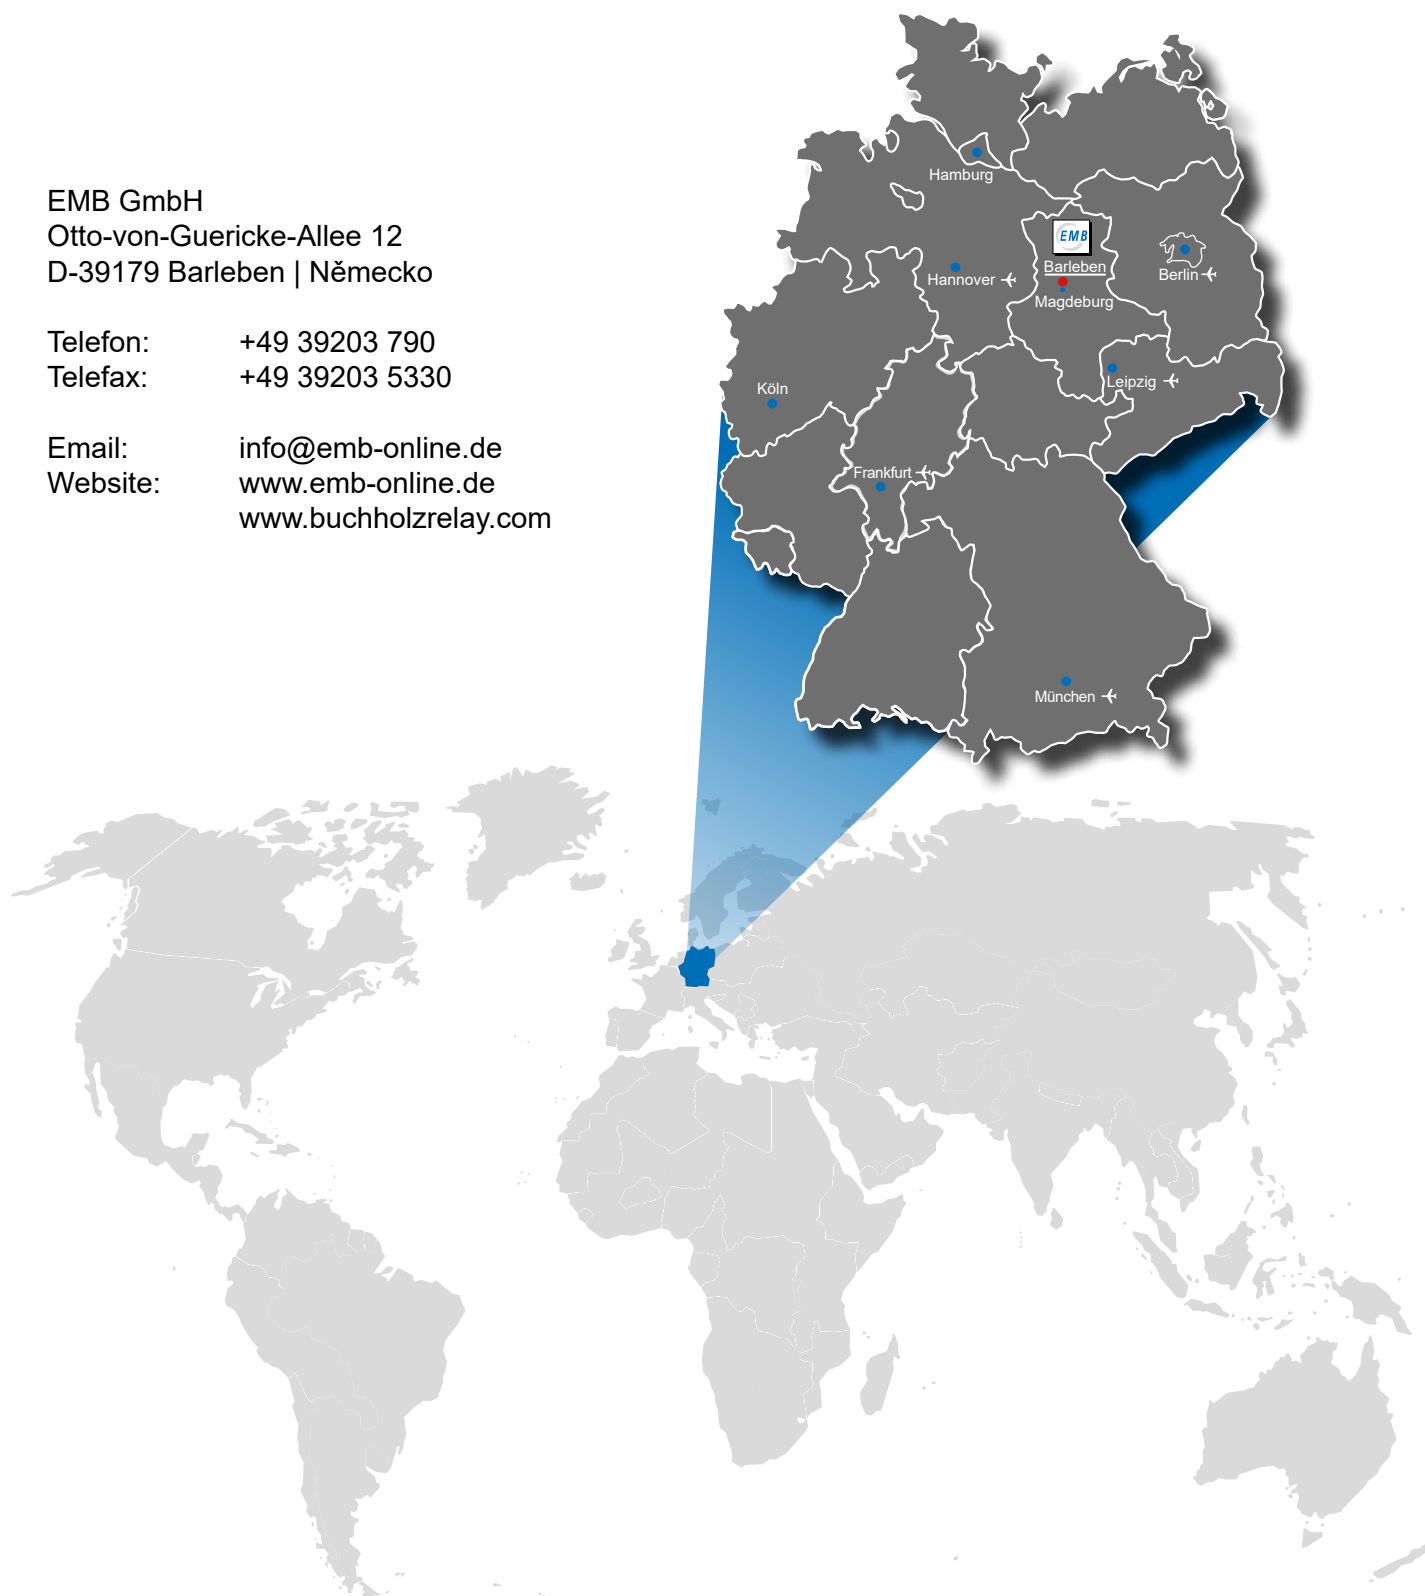 EMB GmbH
Otto-von-Guericke-Allee 12
D-39179 Barleben | Německo
Telefon: +49 39203 790
Telefax: +49 39203 5330
Email: info@emb-online.de
Website: www.emb-online.de
www.buchholzrelay.com
Hamburg
EMB
Barleben
Hannover
Berlin
Magdeburg
Leipzig
Köln
Frankfurt
München